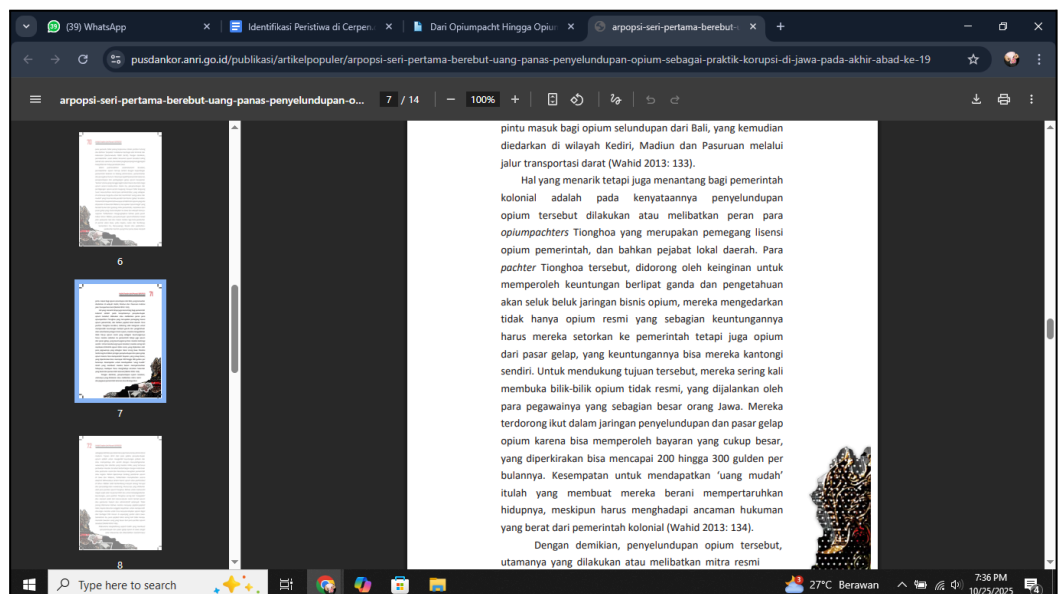 (39) WhatsApp
Identifikasi Peristiwa di Cerpen
Dari Opiumpacht Hingga Opium
arpopsi-seri-pertama-berebut-
pusdankor.anri.go.id/publikasi/artikelpopuler/arpopsi-seri-pertama-berebut-uang-panas-penyelundupan-opium-sebagai-praktik-korupsi-di-jawa-pada-akhir-abad-ke-19
arpopsi-seri-pertama-berebut-uang-panas-penyelundupan-o...
7 / 14
100%
6
7
8
pintu masuk bagi opium selundupan dari Bali, yang kemudian
diedarkan di wilayah Kediri, Madiun dan Pasuruan melalui
jalur transportasi darat (Wahid 2013: 133).
Hal yang menarik tetapi juga menantang bagi pemerintah
kolonial adalah pada kenyataannya penyelundupan
opium tersebut dilakukan atau melibatkan peran para
opiumpachters Tionghoa yang merupakan pemegang lisensi
opium pemerintah, dan bahkan pejabat lokal daerah. Para
pachter Tionghoa tersebut, didorong oleh keinginan untuk
memperoleh keuntungan berlipat ganda dan pengetahuan
akan seluk beluk jaringan bisnis opium, mereka mengedarkan
tidak hanya opium resmi yang sebagian keuntungannya
harus mereka setorkan ke pemerintah tetapi juga opium
dari pasar gelap, yang keuntungannya bisa mereka kantongi
sendiri. Untuk mendukung tujuan tersebut, mereka sering kali
membuka bilik-bilik opium tidak resmi, yang dijalankan oleh
para pegawainya yang sebagian besar orang Jawa. Mereka
terdorong ikut dalam jaringan penyelundupan dan pasar gelap
opium karena bisa memperoleh bayaran yang cukup besar,
yang diperkirakan bisa mencapai 200 hingga 300 gulden per
bulannya. Kesempatan untuk mendapatkan ‘uang mudah’
itulah yang membuat mereka berani mempertaruhkan
hidupnya, meskipun harus menghadapi ancaman hukuman
yang berat dari pemerintah kolonial (Wahid 2013: 134).
Dengan demikian, penyelundupan opium tersebut,
utamanya yang dilakukan atau melibatkan mitra resmi
Type here to search
27°C Berawan
7:36 PM
10/25/2025
4